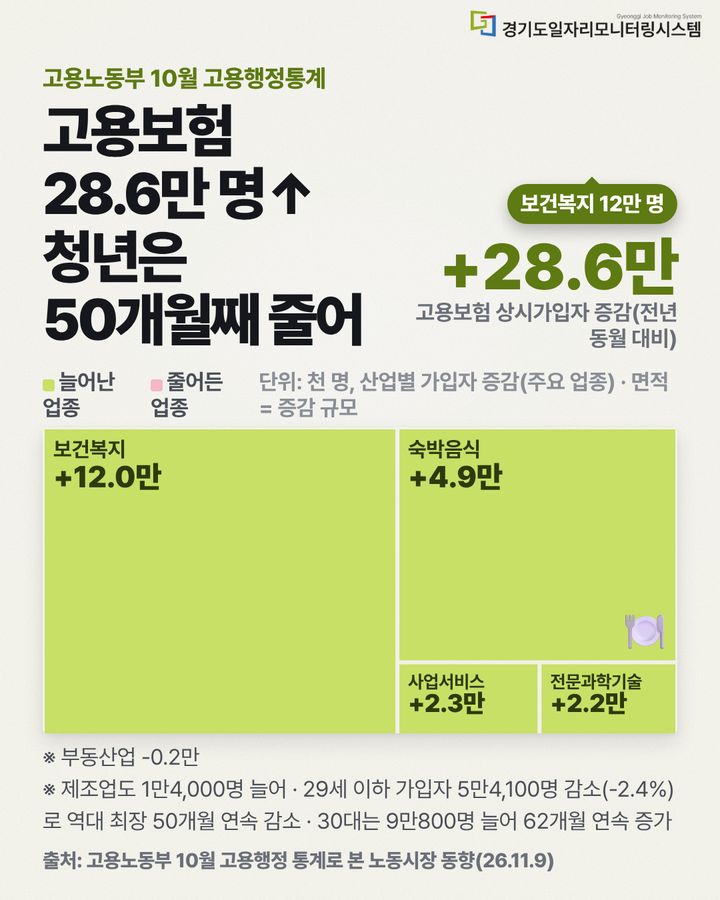 Gyeonggi Job Monitoring System
경기도일자리모니터링시스템
고용노동부 10월 고용행정통계
고용보험
28.6만 명↑
청년은
50개월째 줄어
보건복지 12만 명
+28.6만
고용보험 상시가입자 증감(전년
동월 대비)
늘어난
업종
줄어든
업종
단위: 천 명, 산업별 가입자 증감(주요 업종) · 면적
= 증감 규모
보건복지
+12.0만
숙박음식
+4.9만
사업서비스
+2.3만
전문과학기술
+2.2만
※ 부동산업 -0.2만
※ 제조업도 1만4,000명 늘어 · 29세 이하 가입자 5만4,100명 감소(-2.4%)
로 역대 최장 50개월 연속 감소 · 30대는 9만800명 늘어 62개월 연속 증가
출처: 고용노동부 10월 고용행정 통계로 본 노동시장 동향(26.11.9)